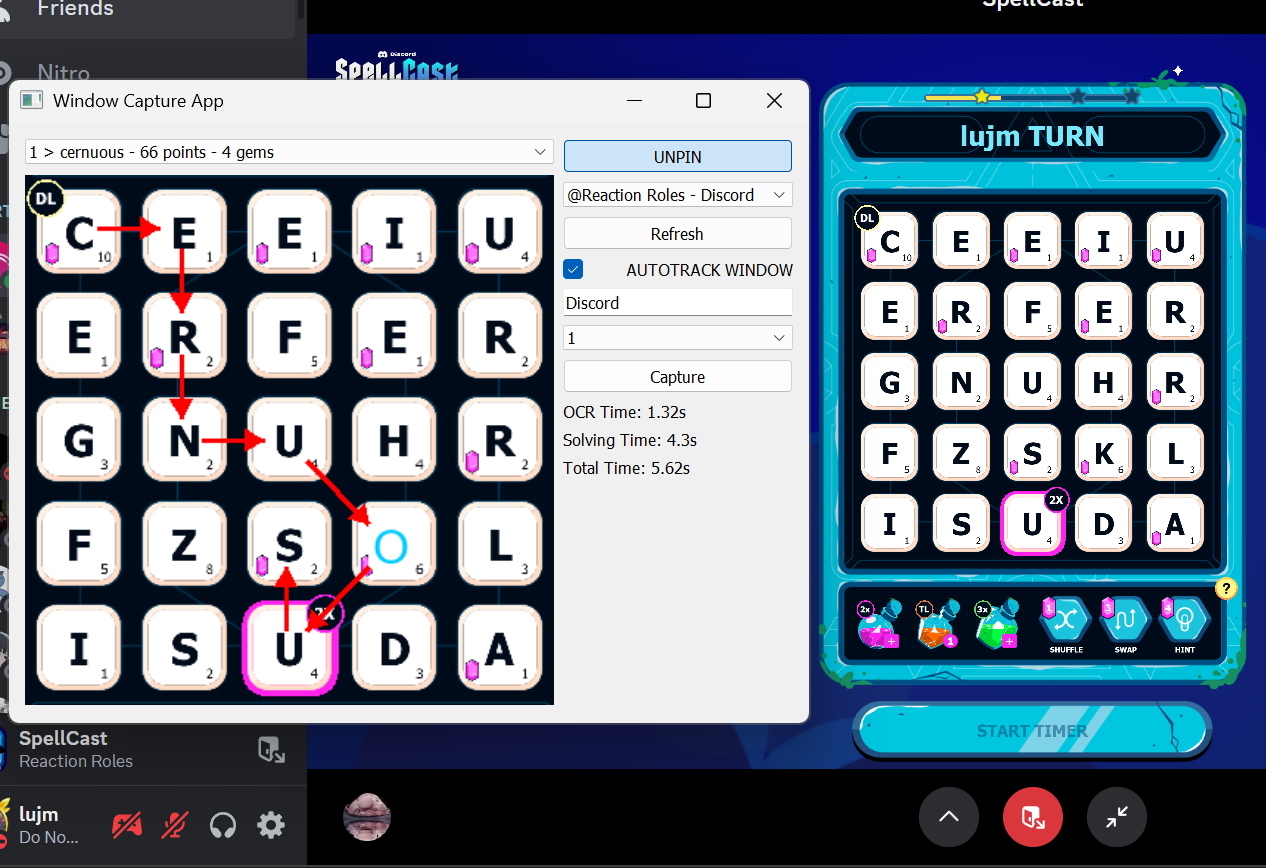 Friends
Nitro
SpellCast
Discord
SPELLCAST
Window Capture App
1 > cernuous - 66 points - 4 gems
UNPIN
@Reaction Roles - Discord
Refresh
AUTOTRACK WINDOW
Discord
1
Capture
OCR Time: 1.32s
Solving Time: 4.3s
Total Time: 5.62s
DL
C 10 E 1 E 1 I 1 U 4
E 1 R 2 F 5 E 1 R 2
G 3 N 2 U 4 H 4 R 2
F 5 Z 8 S 2 O 6 L 3
2X
I 1 S 2 U 4 D 3 A 1
lujm TURN
DL
C 10 E 1 E 1 I 1 U 4
E 1 R 2 F 5 E 1 R 2
G 3 N 2 U 4 H 4 R 2
F 5 Z 8 S 2 K 6 L 3
2X
I 1 S 2 U 4 D 3 A 1
?
2x TL 1 3x 1 3 4
SHUFFLE SWAP HINT
START TIMER
SpellCast
Reaction Roles
lujm
Do No...